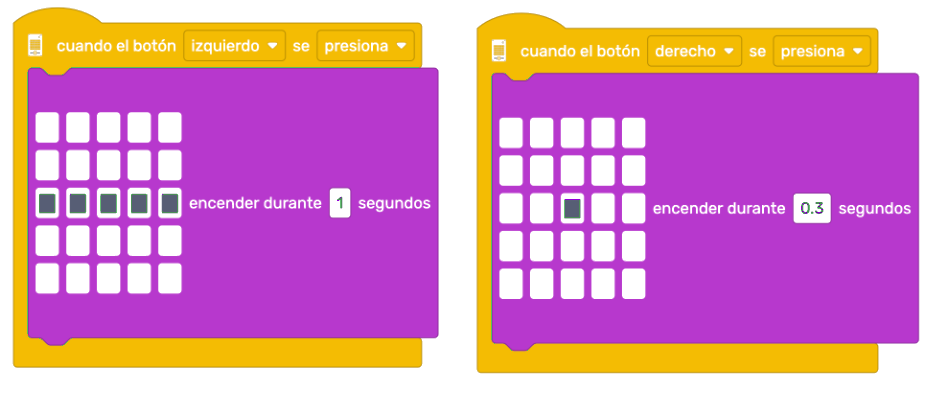 cuando el botón izquierdo se presiona
encender durante 1 segundos
cuando el botón derecho se presiona
encender durante 0.3 segundos